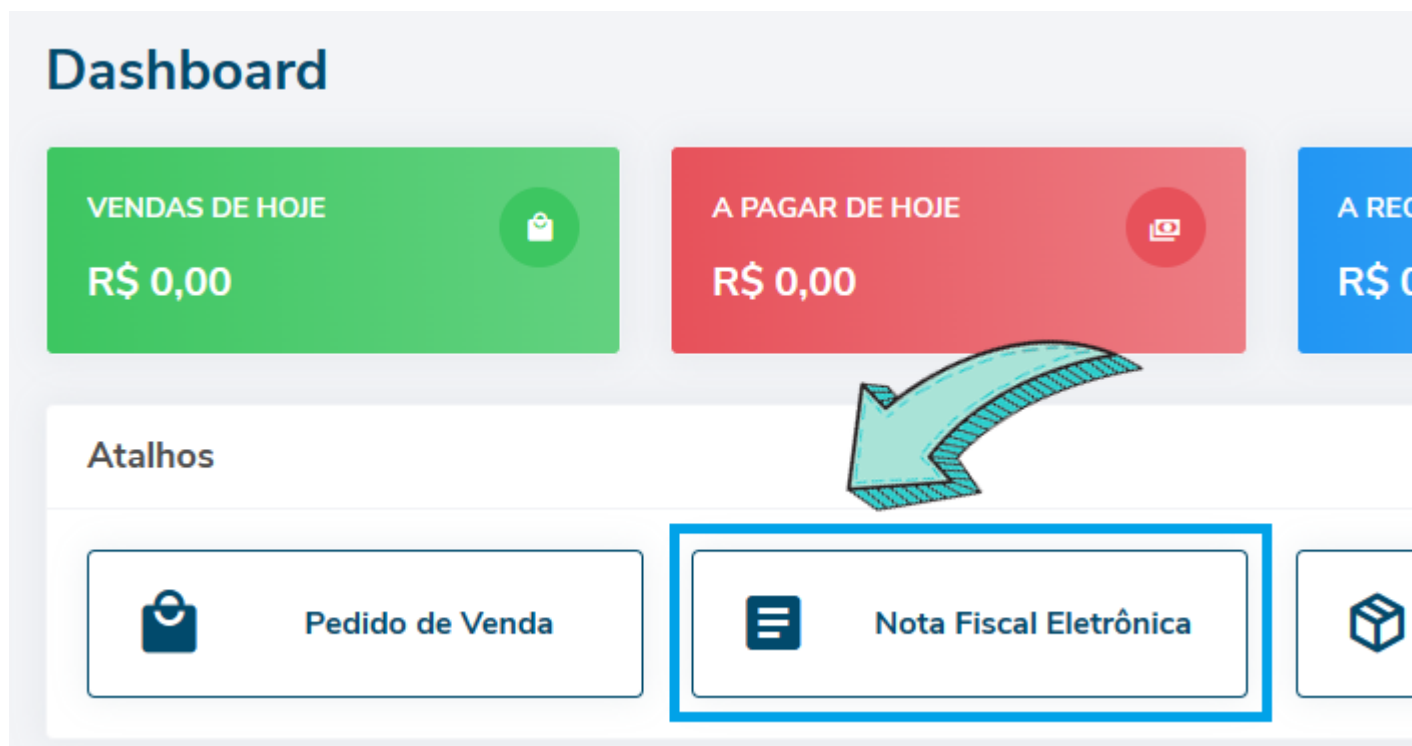 Dashboard
VENDAS DE HOJE
R$ 0,00
A PAGAR DE HOJE
R$ 0,00
A
R$
Atalhos
Pedido de Venda
Nota Fiscal Eletrônica